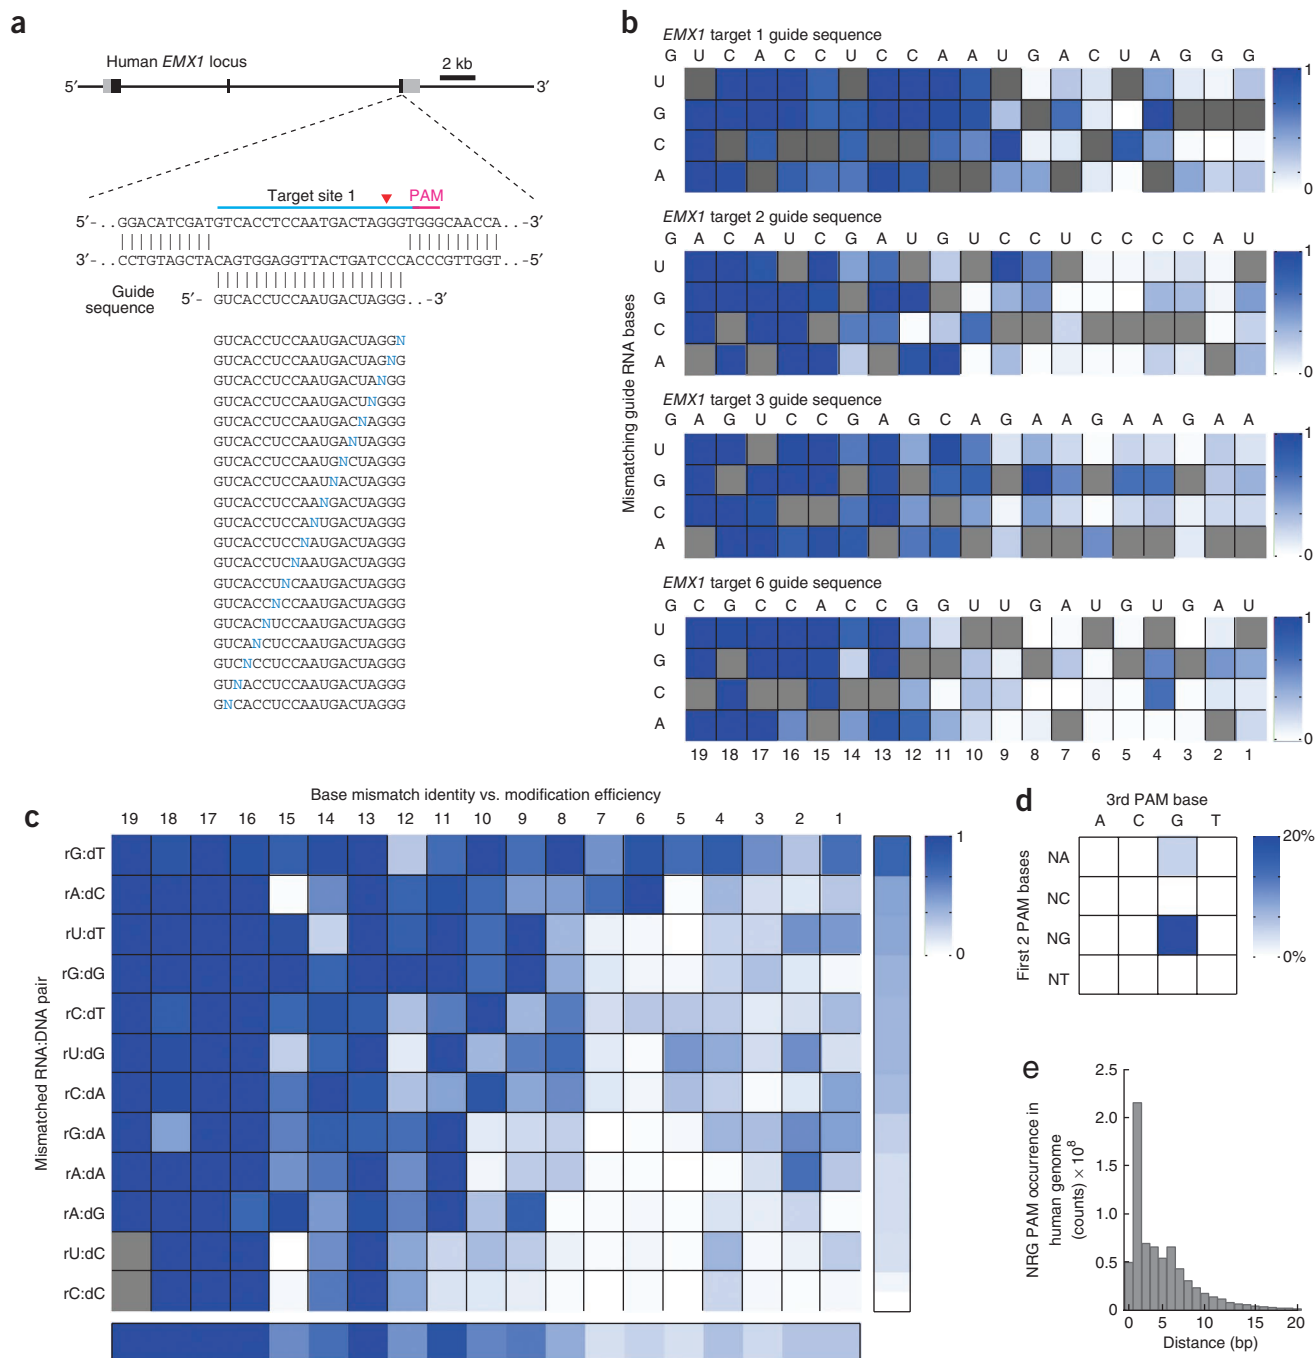 a
Human EMX1 locus
2 kb
5′
3′
Target site 1
PAM
5′-..GGACATCGATGTCACCTCCAATGACTAGGGTGGGCAACCA..-3′
3′-..CCTGTAGCTACAGTGGAGGTTACTGATCCCACCCGTTGGT..-5′
Guide sequence
5′- GUCACCUCCAAUGACUAGGG..-3′
GUCACCUCCAAUGACUAGGN
GUCACCUCCAAUGACUAGNG
GUCACCUCCAAUGACUANGG
GUCACCUCCAAUGACUNGGG
GUCACCUCCAAUGACNAGGG
GUCACCUCCAAUGANUAGGG
GUCACCUCCAAUGNCUAGGG
GUCACCUCCAAUNACUAGGG
GUCACCUCCAANGACUAGGG
GUCACCUCCANUGACUAGGG
GUCACCUCCNAUGACUAGGG
GUCACCUCNAAUGACUAGGG
GUCACCUNCAAUGACUAGGG
GUCACCNCCAAUGACUAGGG
GUCACNUCCAAUGACUAGGG
GUCANCUCCAAUGACUAGGG
GUCNCCUCCAAUGACUAGGG
GUNACCUCCAAUGACUAGGG
GNCACCUCCAAUGACUAGGG
b
Mismatching guide RNA bases
EMX1 target 1 guide sequence
G U C A C C U C C A A U G A C U A G G G
U
G
C
A
1
0
EMX1 target 2 guide sequence
G A C A U C G A U G U C C U C C C C A U
U
G
C
A
1
0
EMX1 target 3 guide sequence
G A G U C C G A G C A G A A G A A G A A
U
G
C
A
1
0
EMX1 target 6 guide sequence
G C G C C A C C G G U U G A U G U G A U
U
G
C
A
1
0
19 18 17 16 15 14 13 12 11 10 9 8 7 6 5 4 3 2 1
c
Base mismatch identity vs. modification efficiency
19 18 17 16 15 14 13 12 11 10 9 8 7 6 5 4 3 2 1
Mismatched RNA:DNA pair
rG:dT
rA:dC
rU:dT
rG:dG
rC:dT
rU:dG
rC:dA
rG:dA
rA:dA
rA:dG
rU:dC
rC:dC
1
0
d
3rd PAM base
A C G T
First 2 PAM bases
NA
NC
NG
NT
20%
0%
e
NRG PAM occurrence in human genome (counts) × 10⁸
2.5
2.0
1.5
1.0
0.5
0
0 5 10 15 20
Distance (bp)